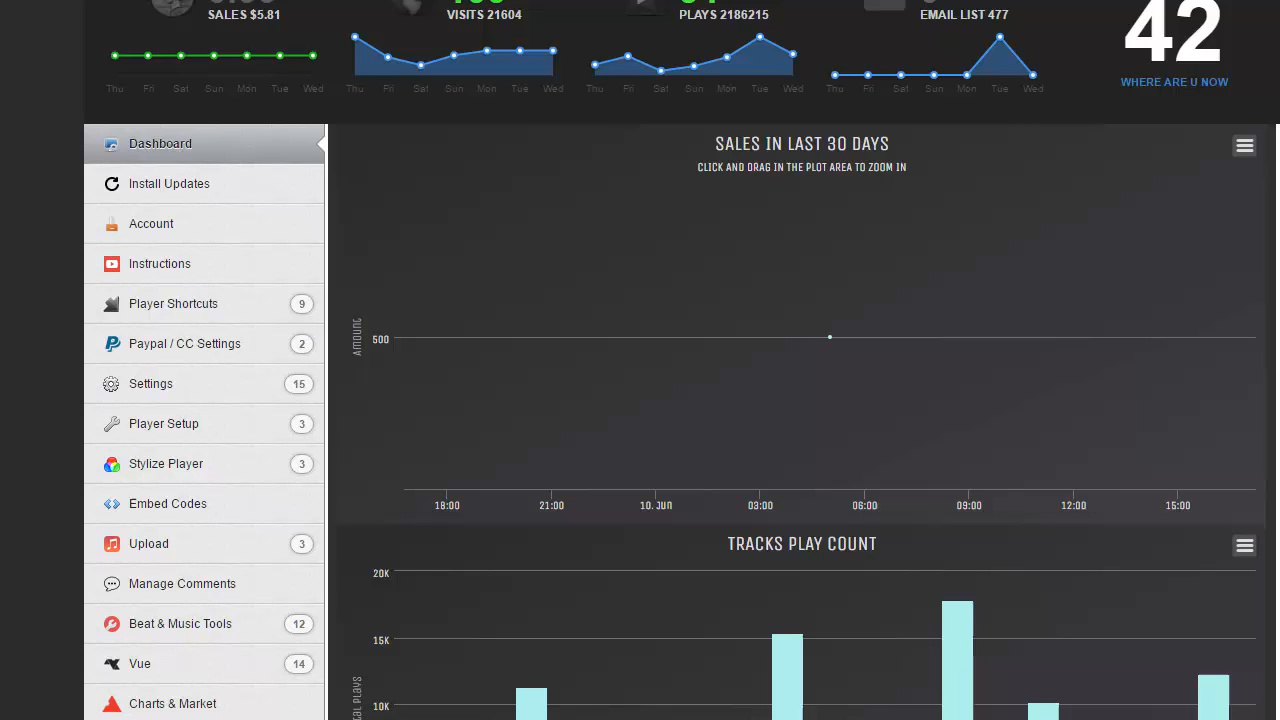 SALES $5.81
VISITS 21604
PLAYS 2186215
EMAIL LIST 477
42
WHERE ARE U NOW
Thu Fri Sat Sun Mon Tue Wed
Thu Fri Sat Sun Mon Tue Wed
Thu Fri Sat Sun Mon Tue Wed
Thu Fri Sat Sun Mon Tue Wed
Dashboard
Install Updates
Account
Instructions
Player Shortcuts 9
Paypal / CC Settings 2
Settings 15
Player Setup 3
Stylize Player 3
Embed Codes
Upload 3
Manage Comments
Beat & Music Tools 12
Vue 14
Charts & Market
SALES IN LAST 30 DAYS
CLICK AND DRAG IN THE PLOT AREA TO ZOOM IN
Amount
500
18:00 21:00 10. Jun 03:00 06:00 09:00 12:00 15:00
TRACKS PLAY COUNT
20K
15K
10K